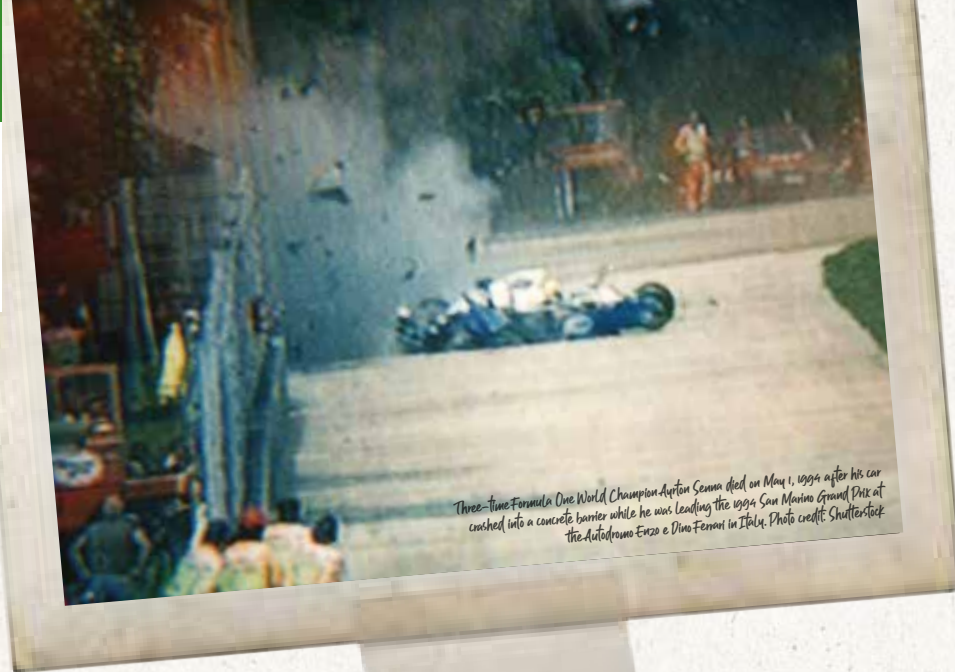 Three-time Formula One World Champion Ayrton Senna died on May 1, 1994 after his car
crashed into a concrete barrier while he was leading the 1994 San Marino Grand Prix at
the Autodromo Enzo e Dino Ferrari in Italy. Photo credit: Shutterstock